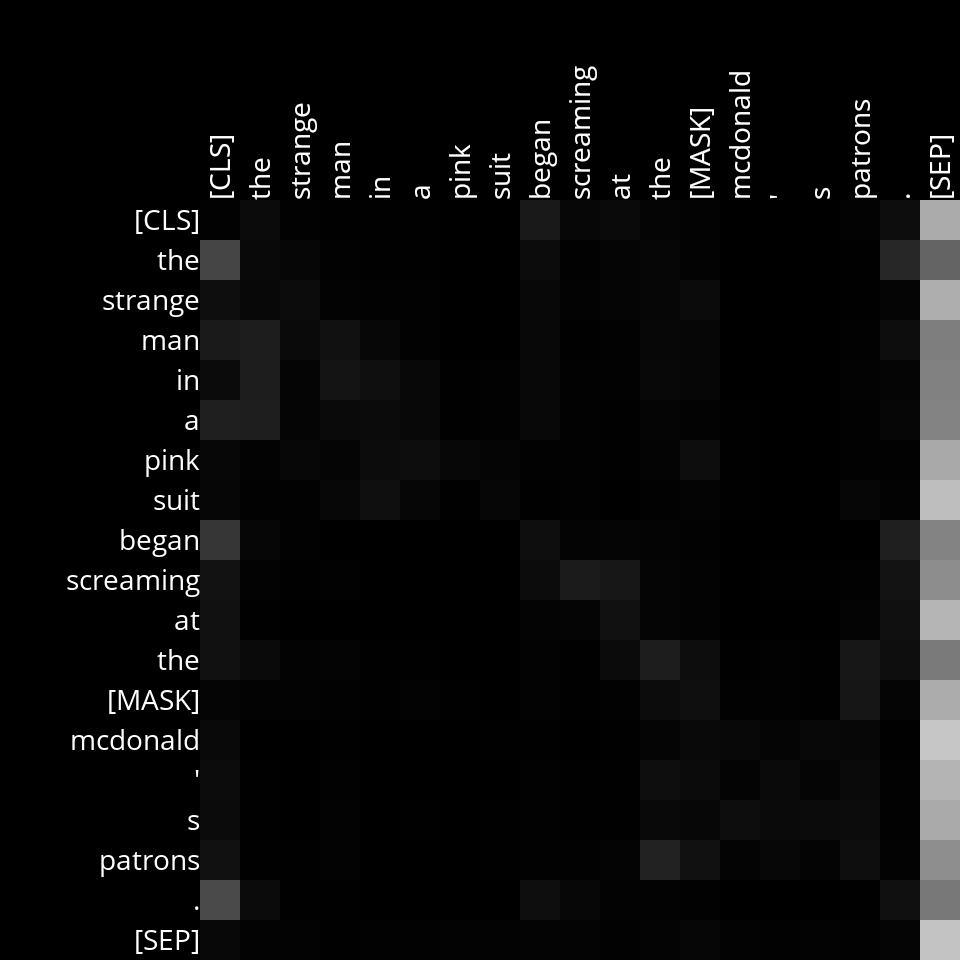 [CLS] the strange man in a pink suit began screaming at the [MASK] mcdonald ' s patrons . [SEP]
[CLS]
the
strange
man
in
a
pink
suit
began
screaming
at
the
[MASK]
mcdonald
'
s
patrons
.
[SEP]